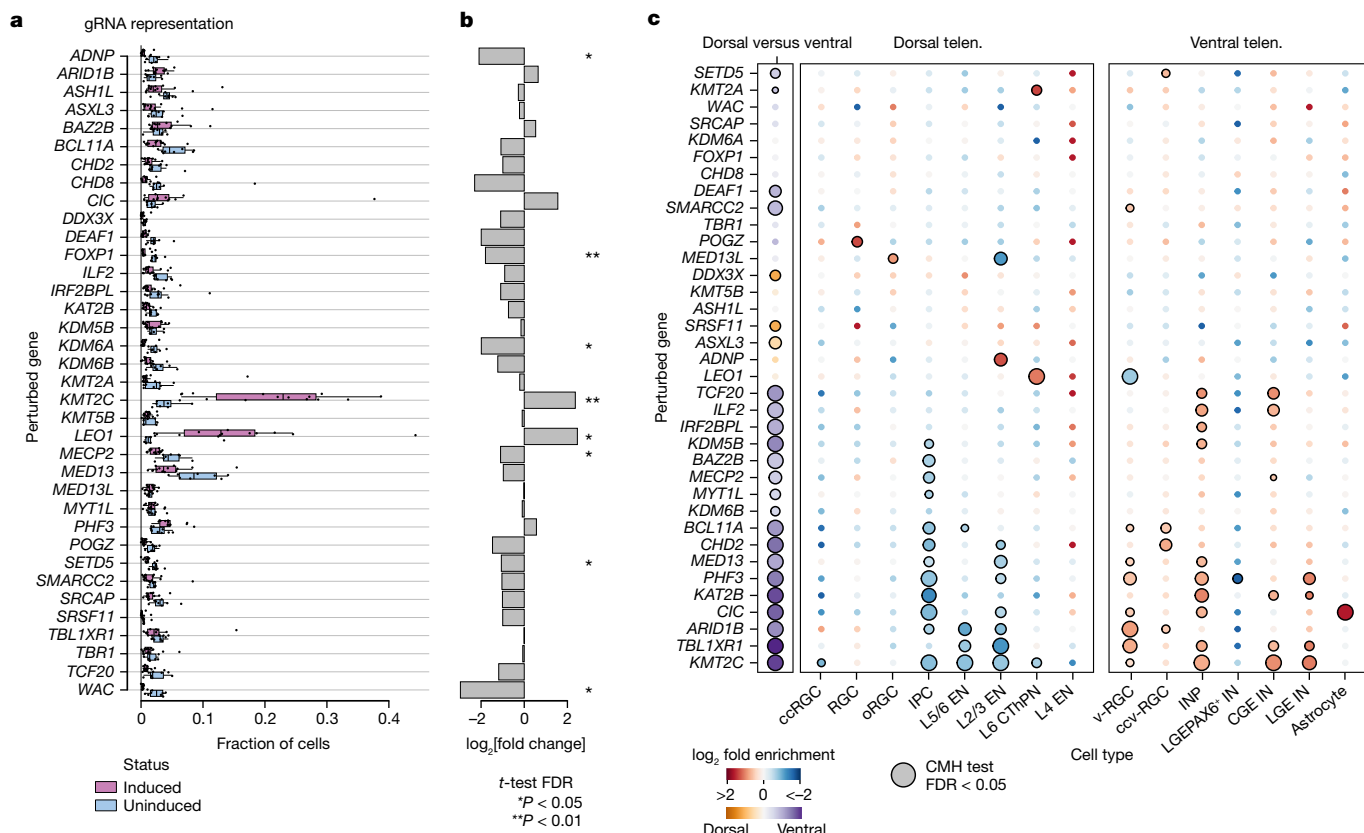 a
gRNA representation
Perturbed gene
ADNP
ARID1B
ASH1L
ASXL3
BAZ2B
BCL11A
CHD2
CHD8
CIC
DDX3X
DEAF1
FOXP1
ILF2
IRF2BPL
KAT2B
KDM5B
KDM6A
KDM6B
KMT2A
KMT2C
KMT5B
LEO1
MECP2
MED13
MED13L
MYT1L
PHF3
POGZ
SETD5
SMARCC2
SRCAP
SRSF11
TBL1XR1
TBR1
TCF20
WAC
0 0.1 0.2 0.3 0.4
Fraction of cells
Status
Induced
Uninduced
b
*
**
*
**
*
*
*
*
−2 0 2
log2[fold change]
t-test FDR
*P < 0.05
**P < 0.01
c
Dorsal versus ventral
Dorsal telen.
Ventral telen.
Perturbed gene
SETD5
KMT2A
WAC
SRCAP
KDM6A
FOXP1
CHD8
DEAF1
SMARCC2
TBR1
POGZ
MED13L
DDX3X
KMT5B
ASH1L
SRSF11
ASXL3
ADNP
LEO1
TCF20
ILF2
IRF2BPL
KDM5B
BAZ2B
MECP2
MYT1L
KDM6B
BCL11A
CHD2
MED13
PHF3
KAT2B
CIC
ARID1B
TBL1XR1
KMT2C
ccRGC
RGC
oRGC
IPC
L5/6 EN
L2/3 EN
L6 CThPN
L4 EN
v-RGC
ccv-RGC
INP
LGEPAX6+ IN
CGE IN
LGE IN
Astrocyte
Cell type
log2 fold enrichment
>2 0 <−2
Dorsal Ventral
CMH test
FDR < 0.05